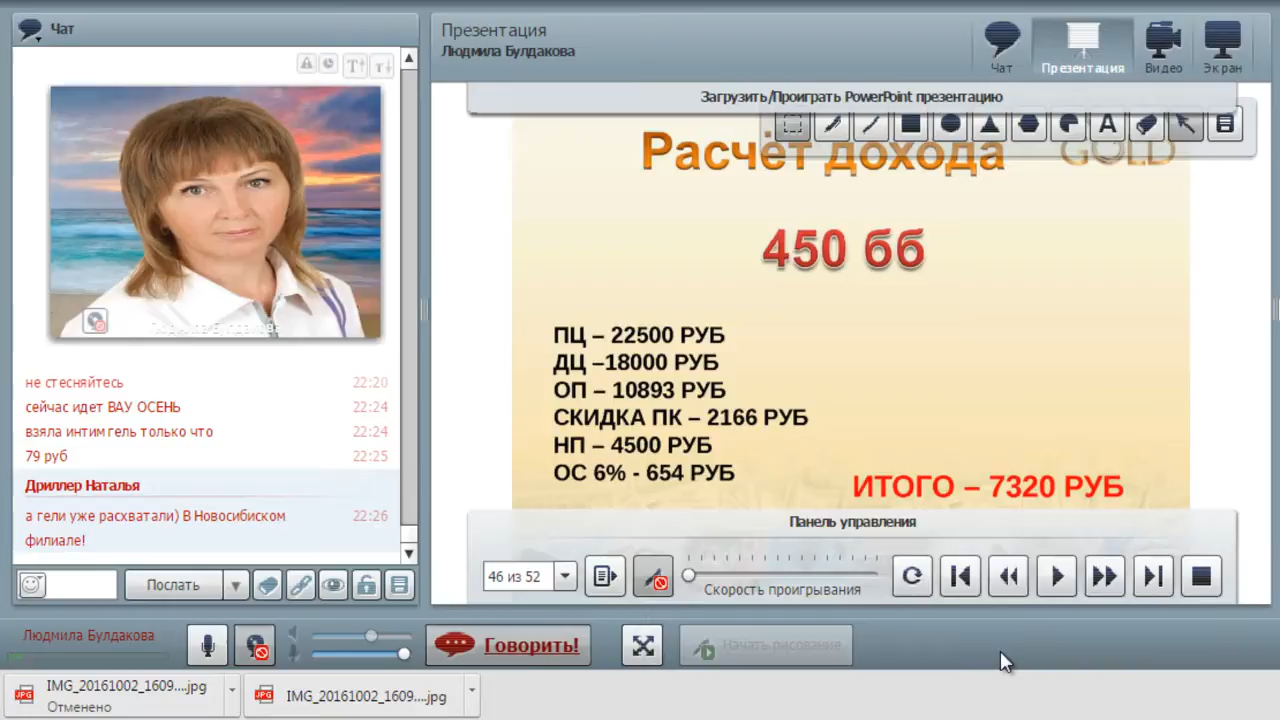 Чат
не стесняйтесь 22:20
сейчас идет ВАУ ОСЕНЬ 22:24
взяла интим гель только что 22:24
79 руб 22:25
Дриллер Наталья
а гели уже расхватали) В Новосибиском 22:26
филиале!
Послать
Презентация
Людмила Булдакова
Чат
Презентация
Видео
Экран
Загрузить/Проиграть PowerPoint презентацию
A
Расчёт дохода
GOLD
450 бб
ПЦ – 22500 РУБ
ДЦ –18000 РУБ
ОП – 10893 РУБ
СКИДКА ПК – 2166 РУБ
НП – 4500 РУБ
ОС 6% - 654 РУБ
ИТОГО – 7320 РУБ
Панель управления
46 из 52
Скорость проигрывания
Людмила Булдакова
Говорить!
Начать рисование
JPG
IMG_20161002_1609....jpg
Отменено
JPG
IMG_20161002_1609....jpg